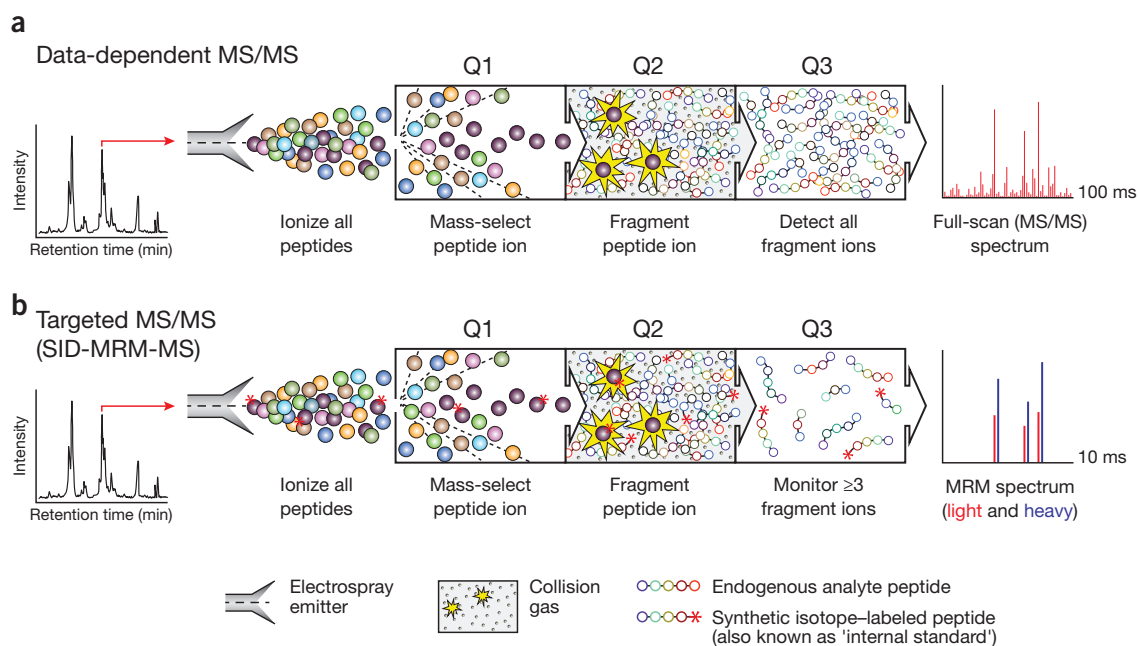 a
Data-dependent MS/MS
Q1
Q2
Q3
Intensity
Retention time (min)
Ionize all
peptides
Mass-select
peptide ion
Fragment
peptide ion
Detect all
fragment ions
100 ms
Full-scan (MS/MS)
spectrum
b
Targeted MS/MS
(SID-MRM-MS)
Q1
Q2
Q3
Intensity
Retention time (min)
Ionize all
peptides
Mass-select
peptide ion
Fragment
peptide ion
Monitor ≥3
fragment ions
10 ms
MRM spectrum
(light and heavy)
Electrospray
emitter
Collision
gas
Endogenous analyte peptide
Synthetic isotope–labeled peptide
(also known as 'internal standard')